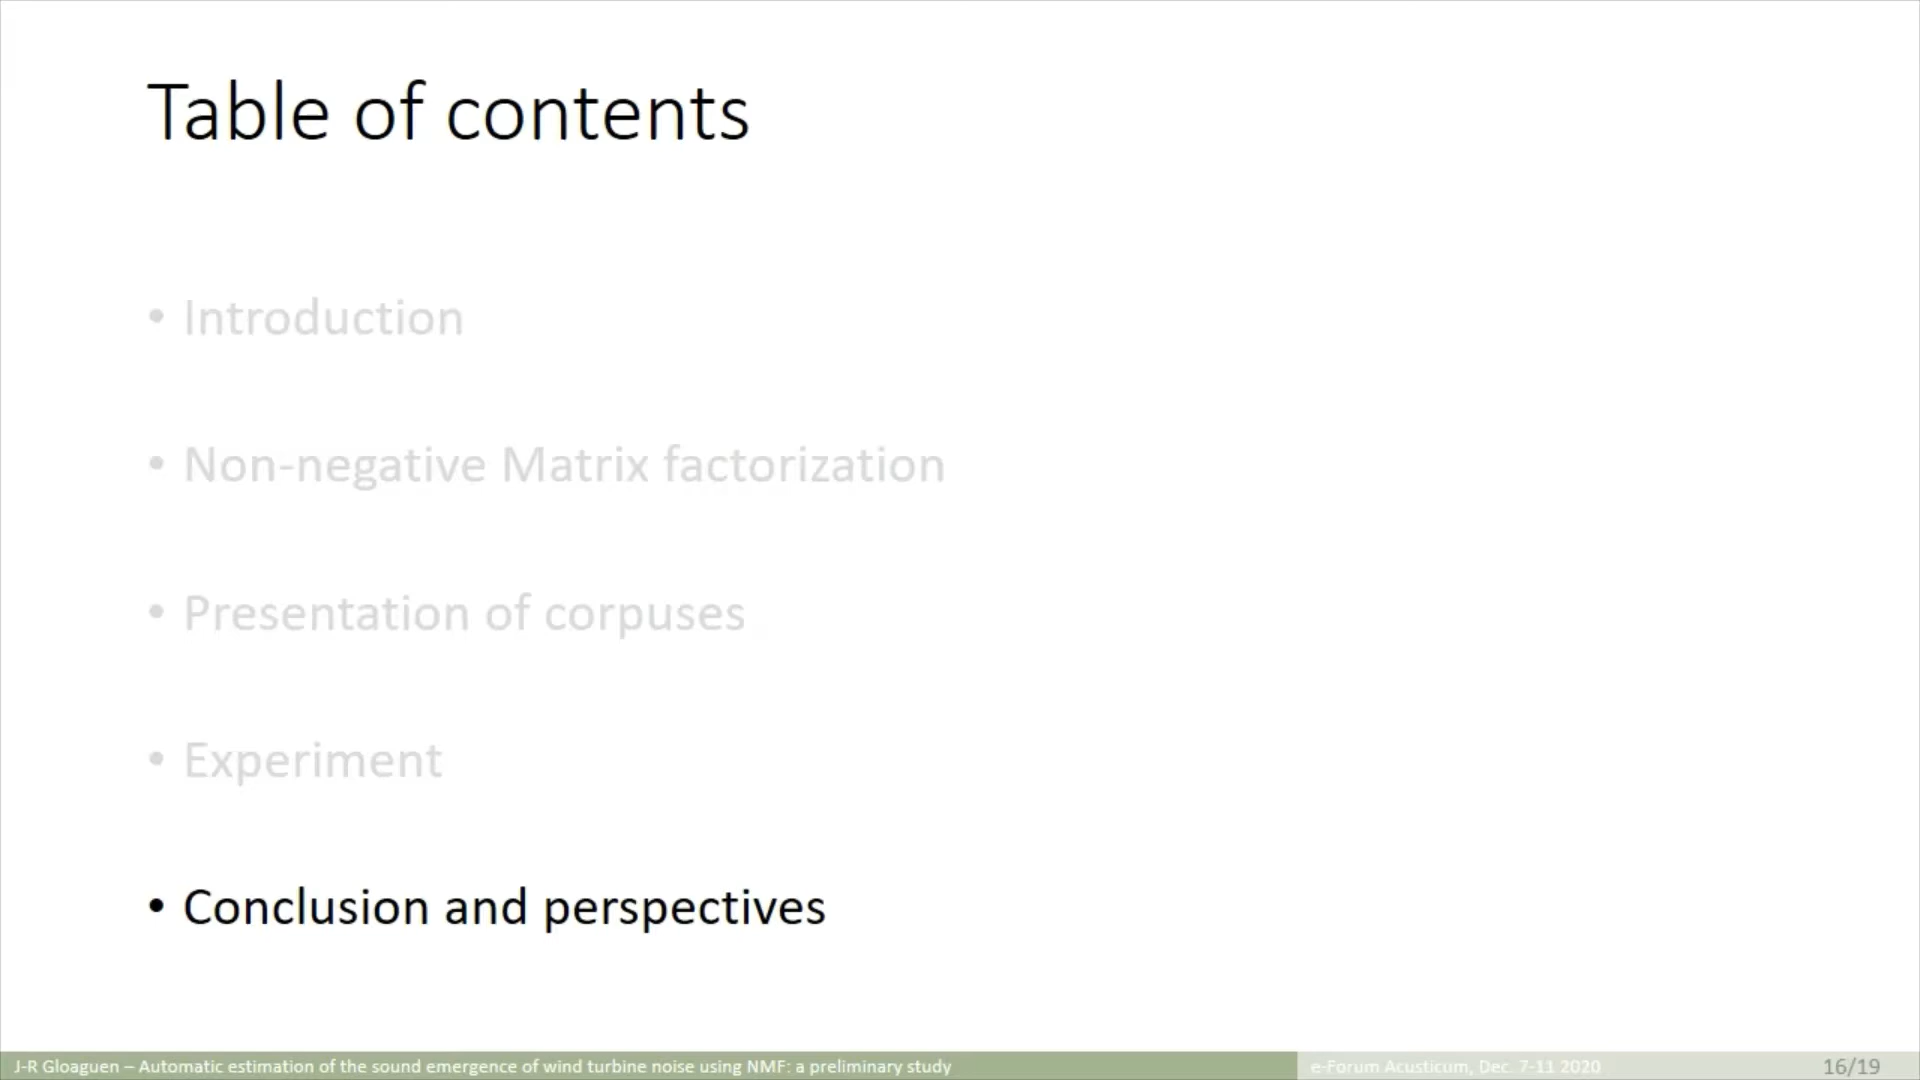 Table of contents
• Introduction
• Non-negative Matrix factorization
• Presentation of corpuses
• Experiment
• Conclusion and perspectives
J-R Gloaguen – Automatic estimation of the sound emergence of wind turbine noise using NMF: a preliminary study
e-Forum Acusticum, Dec. 7-11 2020
16/19